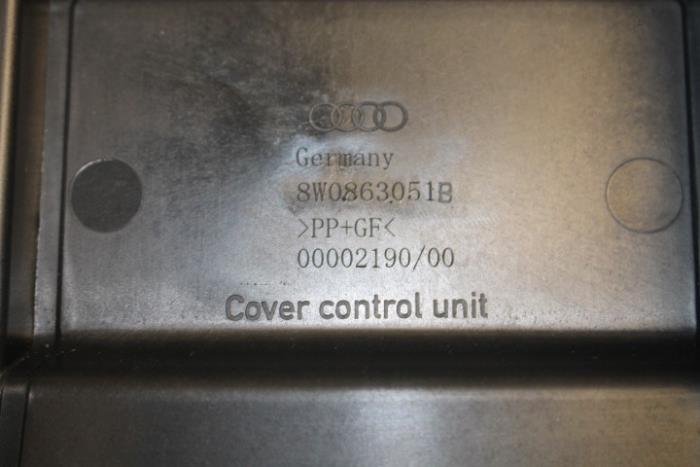 Germany
8W0863051B
>PP+GF<
00002190/00
Cover control unit